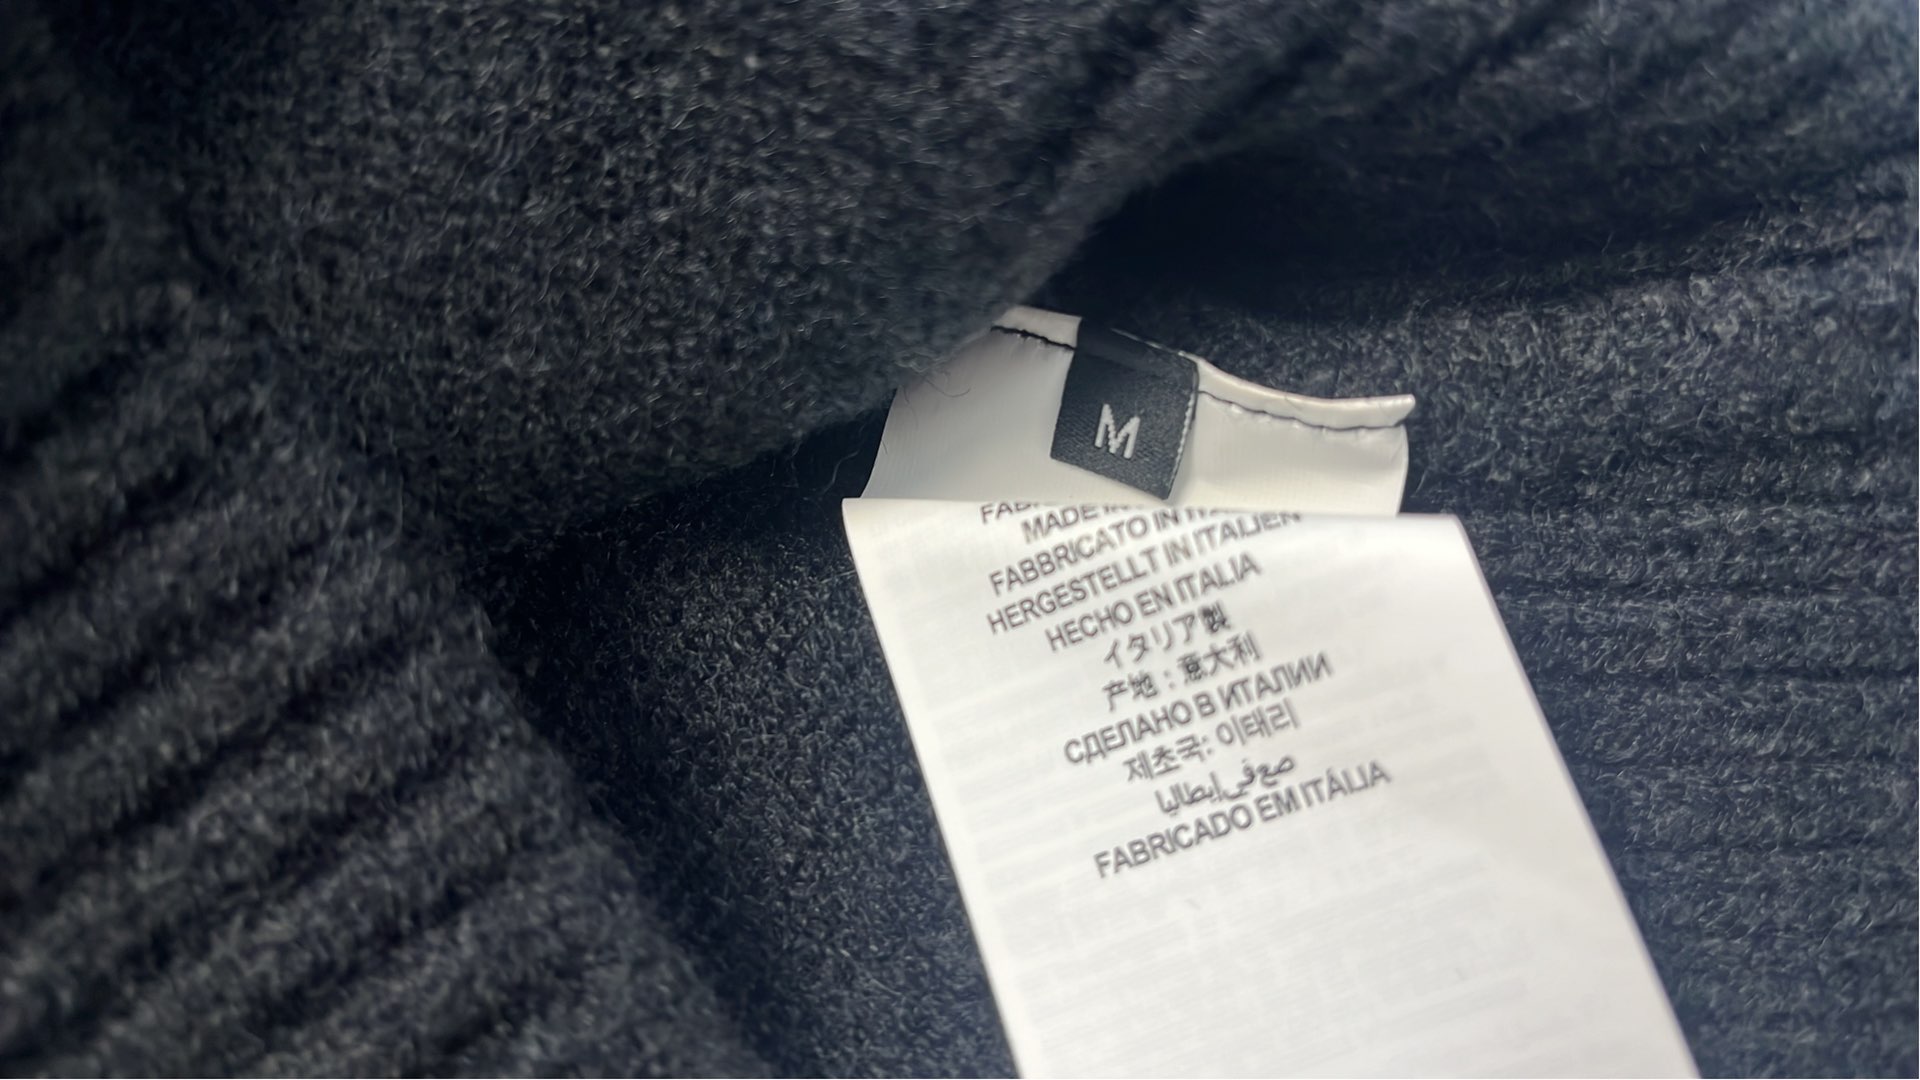 M
MADE IN
FABBRICATO IN
HERGESTELLT IN ITALIEN
HECHO EN ITALIA
イタリア製
产地：意大利
СДЕЛАНО В ИТАЛИИ
제조국: 이태리
صنع في إيطاليا
FABRICADO EM ITÁLIA